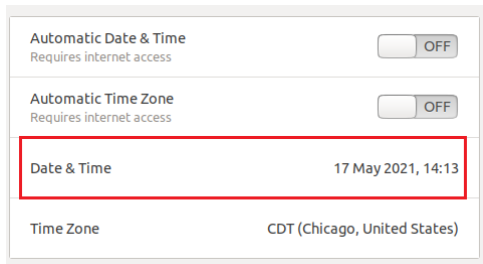 Automatic Date & Time
OFF
Requires internet access
Automatic Time Zone
OFF
Requires internet access
Date & Time 17 May 2021, 14:13
Time Zone CDT (Chicago, United States)